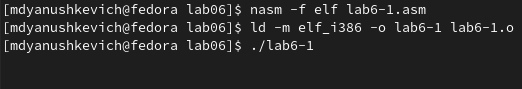 [mdyanushkevich@fedora lab06]$ nasm -f elf lab6-1.asm
[mdyanushkevich@fedora lab06]$ ld -m elf_i386 -o lab6-1 lab6-1.o
[mdyanushkevich@fedora lab06]$ ./lab6-1